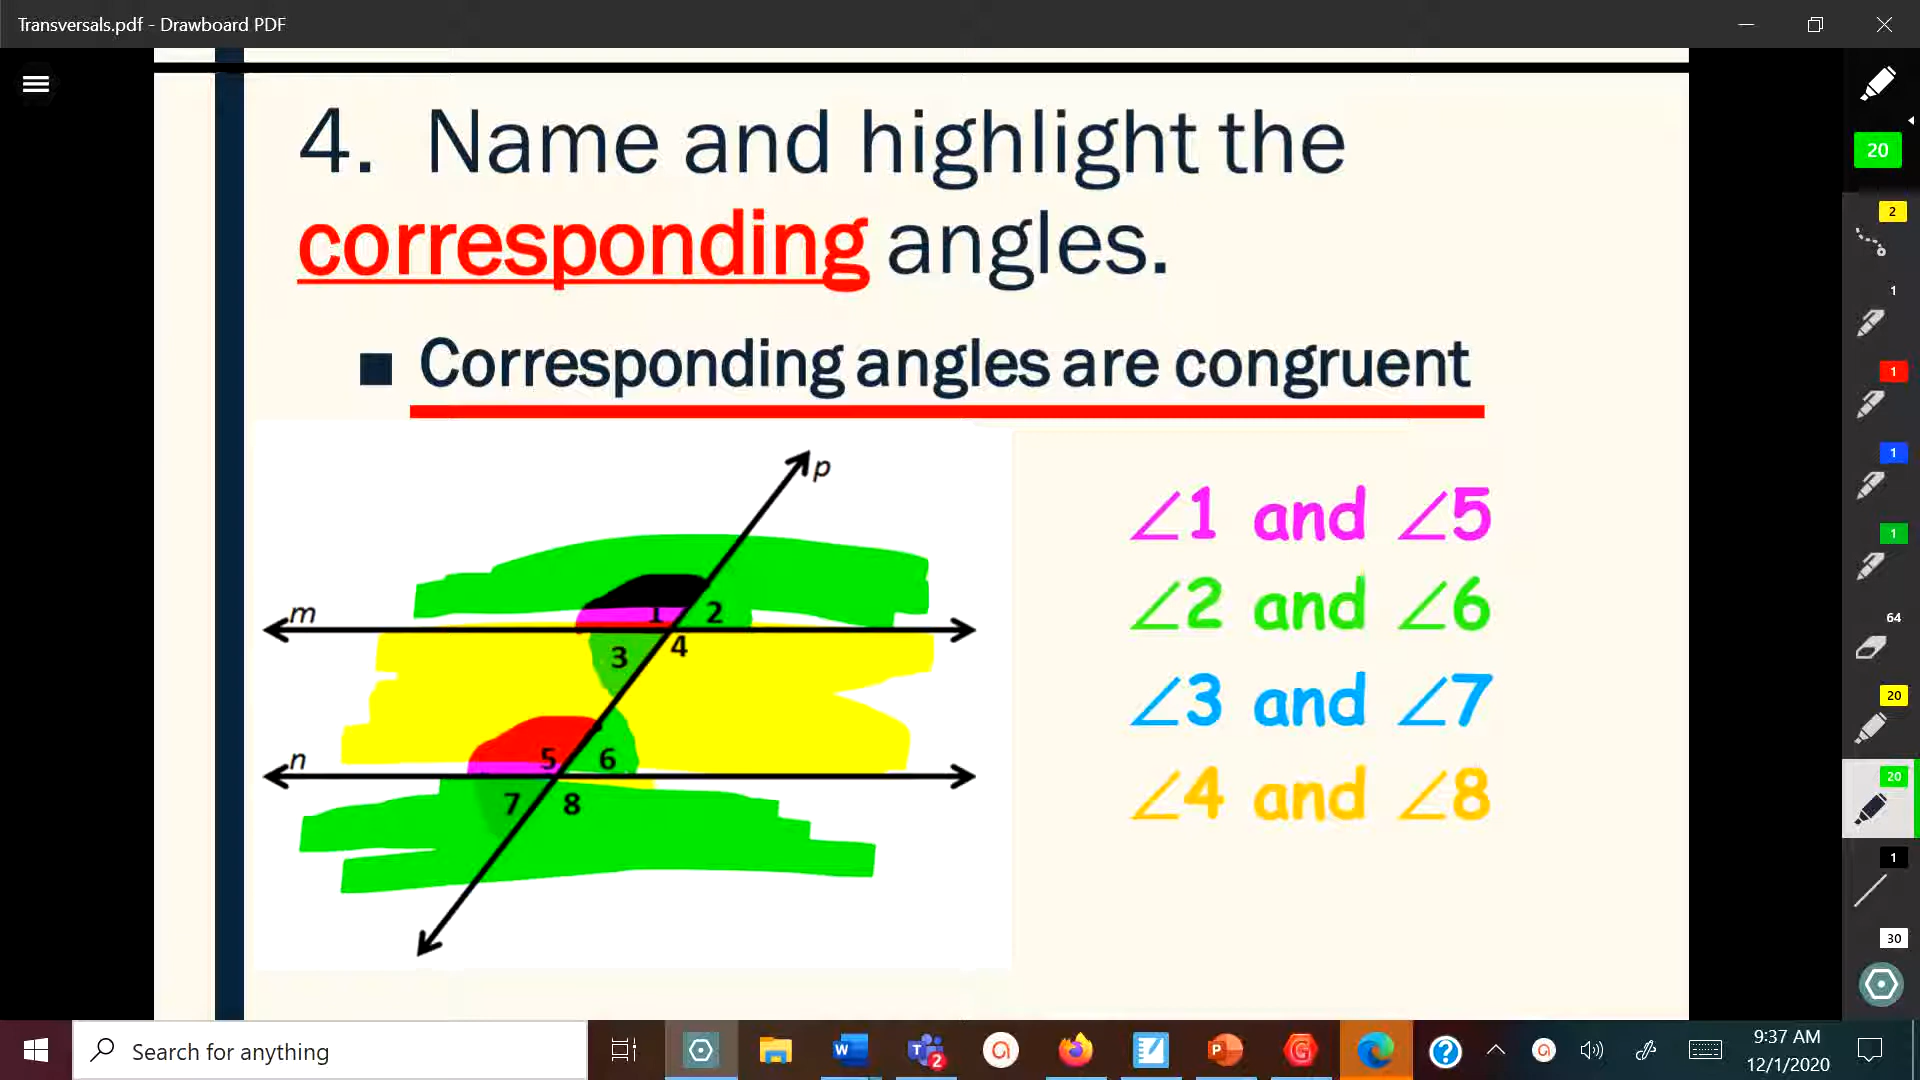 Transversals.pdf - Drawboard PDF
4. Name and highlight the
corresponding angles.
■ Corresponding angles are congruent
p
m
1 2
3 4
n
5 6
7 8
∠1 and ∠5
∠2 and ∠6
∠3 and ∠7
∠4 and ∠8
20
2
1
1
1
1
64
20
20
1
30
Search for anything
W
T
2
a
P
G
?
a
9:37 AM
12/1/2020